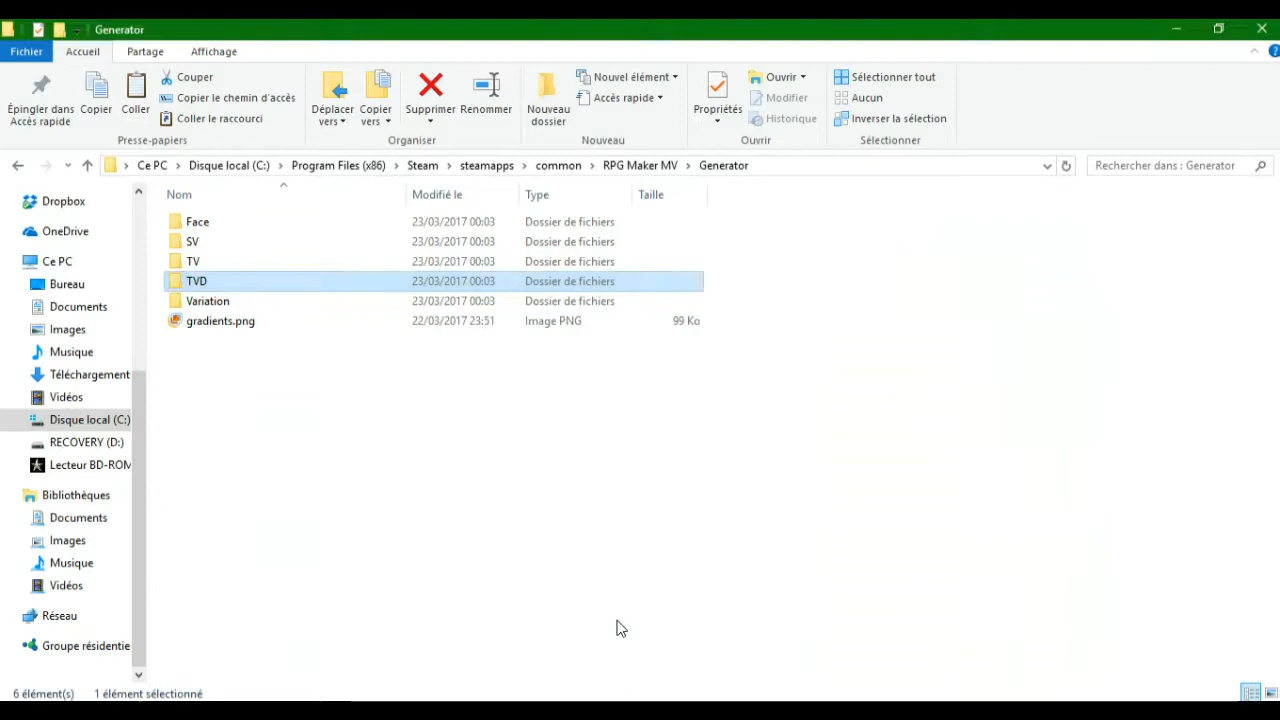 Generator
Fichier Accueil Partage Affichage
Épingler dans Accès rapide
Copier
Coller
Couper
Copier le chemin d'accès
Coller le raccourci
Presse-papiers
Déplacer vers
Copier vers
Supprimer
Renommer
Organiser
Nouveau dossier
Nouvel élément
Accès rapide
Nouveau
Propriétés
Ouvrir
Modifier
Historique
Ouvrir
Sélectionner tout
Aucun
Inverser la sélection
Sélectionner
Ce PC > Disque local (C:) > Program Files (x86) > Steam > steamapps > common > RPG Maker MV > Generator
Rechercher dans : Generator
Dropbox
OneDrive
Ce PC
Bureau
Documents
Images
Musique
Téléchargement
Vidéos
Disque local (C:)
RECOVERY (D:)
Lecteur BD-ROM
Bibliothèques
Documents
Images
Musique
Vidéos
Réseau
Groupe résidentie
Nom Modifié le Type Taille
Face 23/03/2017 00:03 Dossier de fichiers
SV 23/03/2017 00:03 Dossier de fichiers
TV 23/03/2017 00:03 Dossier de fichiers
TVD 23/03/2017 00:03 Dossier de fichiers
Variation 23/03/2017 00:03 Dossier de fichiers
gradients.png 22/03/2017 23:51 Image PNG 99 Ko
6 élément(s) 1 élément sélectionné